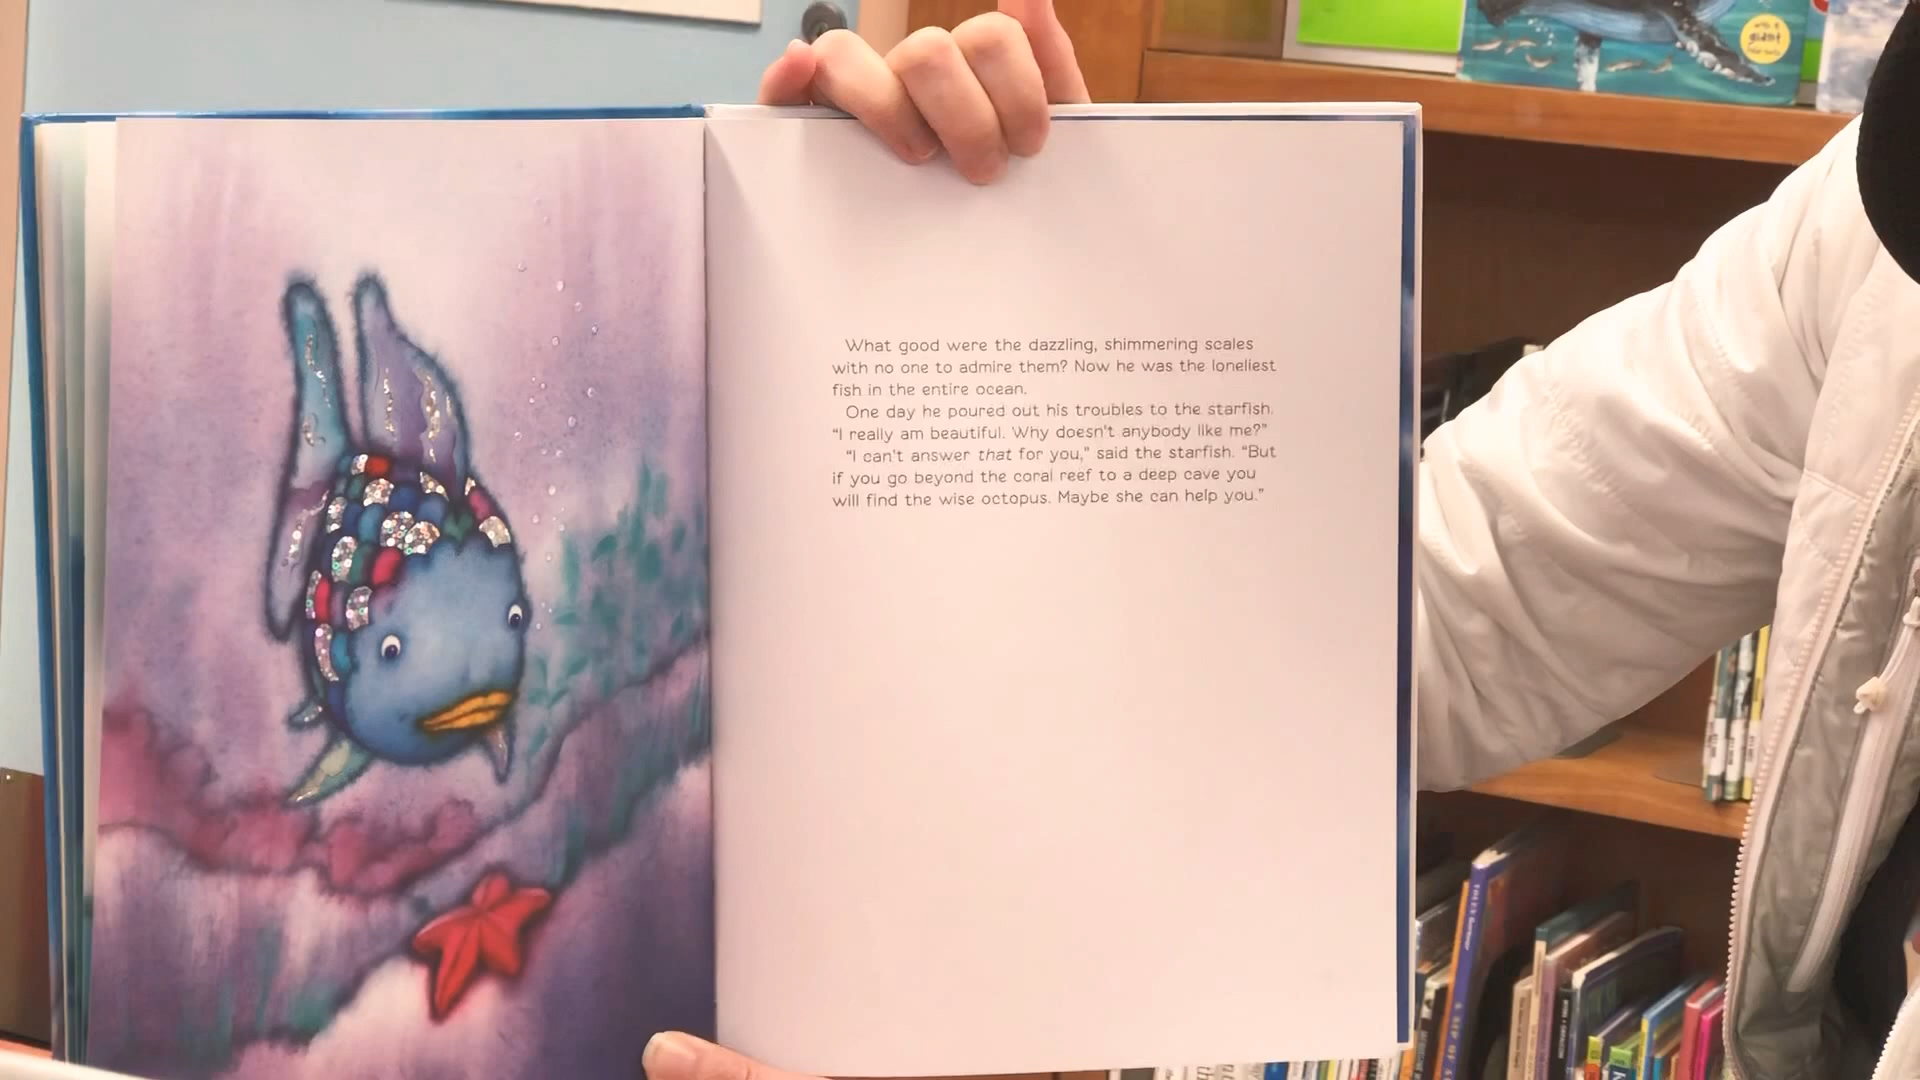 with a
giant
What good were the dazzling, shimmering scales
with no one to admire them? Now he was the loneliest
fish in the entire ocean.
One day he poured out his troubles to the starfish.
“I really am beautiful. Why doesn't anybody like me?”
“I can't answer that for you,” said the starfish. “But
if you go beyond the coral reef to a deep cave you
will find the wise octopus. Maybe she can help you.”